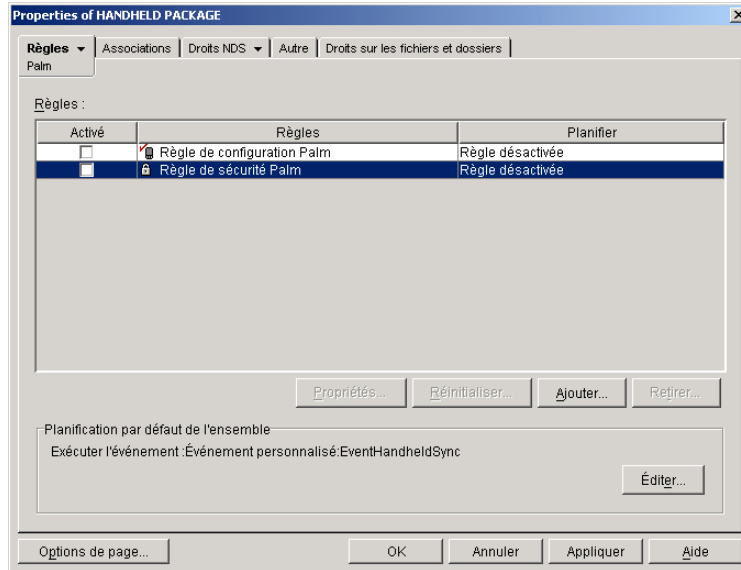 Properties of HANDHELD PACKAGE
Règles Associations Droits NDS Autre Droits sur les fichiers et dossiers
Palm
Règles :
Activé Règles Planifier
Règle de configuration Palm Règle désactivée
Règle de sécurité Palm Règle désactivée
Propriétés... Réinitialiser... Ajouter... Retirer...
Planification par défaut de l'ensemble
Exécuter l'événement :Événement personnalisé:EventHandheldSync
Éditer...
Options de page... OK Annuler Appliquer Aide